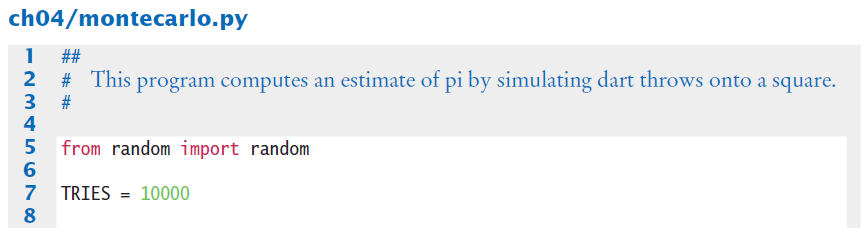 ch04/montecarlo.py
1 ##
2 # This program computes an estimate of pi by simulating dart throws onto a square.
3 #
4
5 from random import random
6
7 TRIES = 10000
8